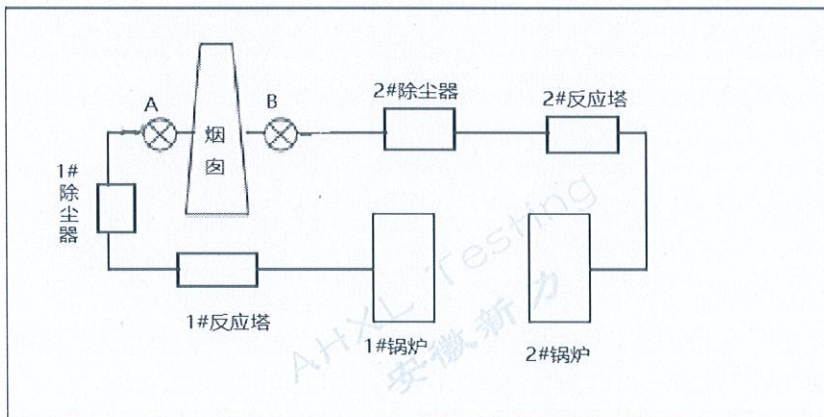 A
B
烟
囱
2#除尘器
2#反应塔
1#
除
尘
器
1#反应塔
1#锅炉
2#锅炉
AHXL Testing
安徽新力